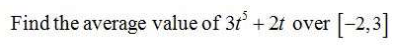 Find the average value of 3t⁵ + 2t over [-2,3]